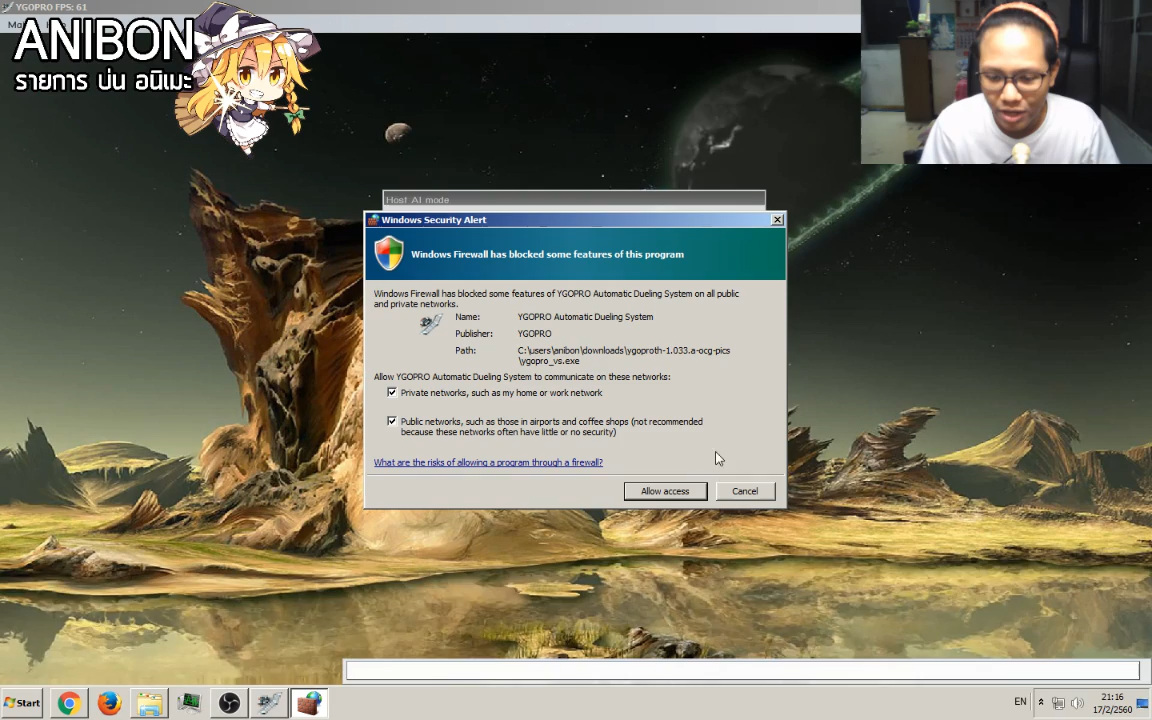 YGOPRO FPS: 61
ANIBON
รายการ บ่น อนิเมะ
Host AI mode
Windows Security Alert
Windows Firewall has blocked some features of this program
Windows Firewall has blocked some features of YGOPRO Automatic Dueling System on all public
and private networks.
Name: YGOPRO Automatic Dueling System
Publisher: YGOPRO
Path: C:\users\anibon\downloads\ygoproth-1.033.a-ocg-pics
\ygopro_vs.exe
Allow YGOPRO Automatic Dueling System to communicate on these networks:
Private networks, such as my home or work network
Public networks, such as those in airports and coffee shops (not recommended
because these networks often have little or no security)
What are the risks of allowing a program through a firewall?
Allow access Cancel
Start
EN
21:16
17/2/2560